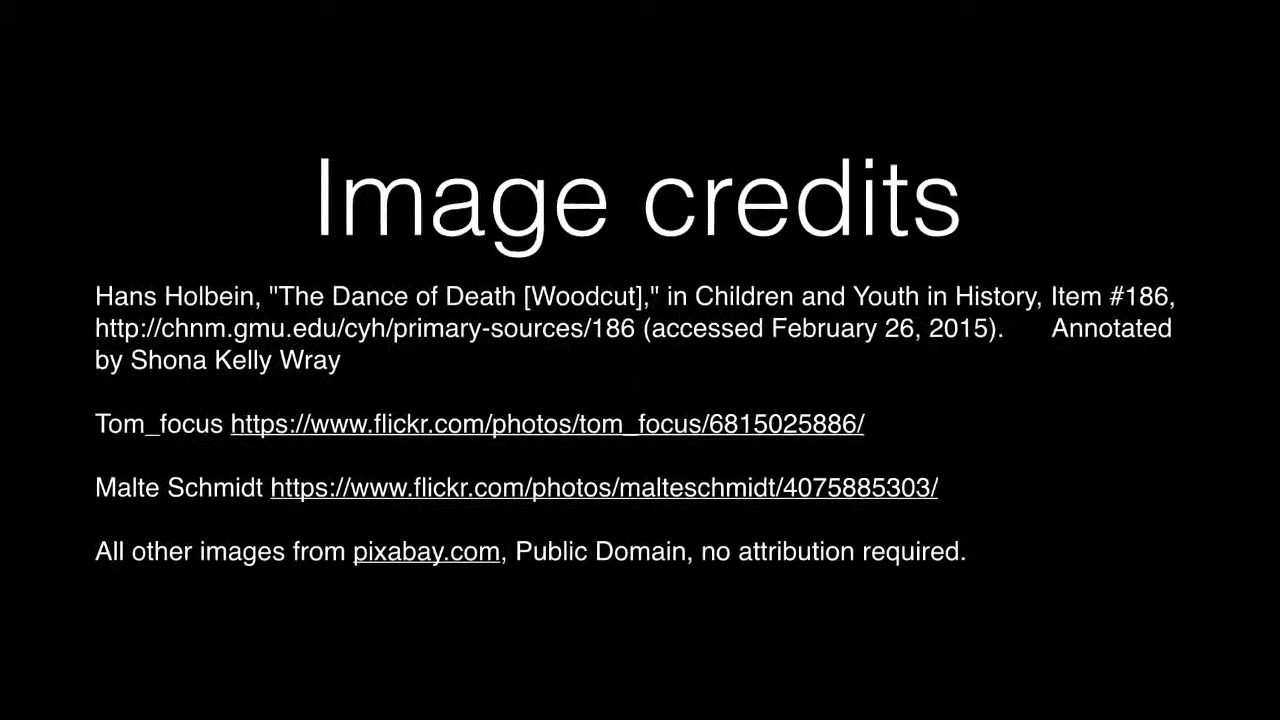 Image credits
Hans Holbein, "The Dance of Death [Woodcut]," in Children and Youth in History, Item #186,
http://chnm.gmu.edu/cyh/primary-sources/186 (accessed February 26, 2015). Annotated
by Shona Kelly Wray
Tom_focus https://www.flickr.com/photos/tom_focus/6815025886/
Malte Schmidt https://www.flickr.com/photos/malteschmidt/4075885303/
All other images from pixabay.com, Public Domain, no attribution required.